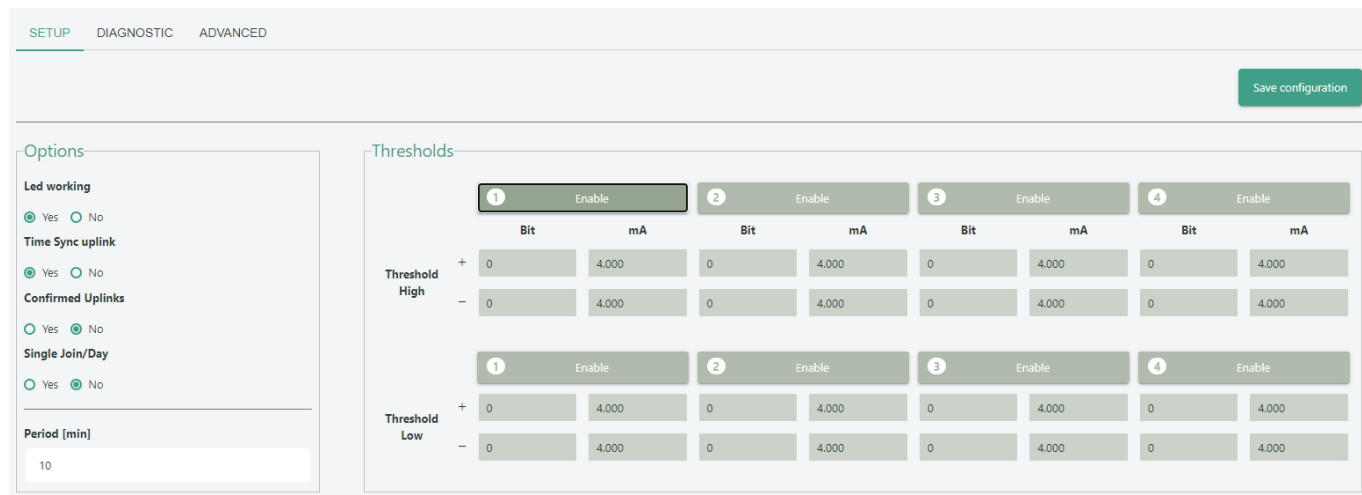 SETUP DIAGNOSTIC ADVANCED
Save configuration
Options
Led working
Yes No
Time Sync uplink
Yes No
Confirmed Uplinks
Yes No
Single Join/Day
Yes No
Period [min]
10
Thresholds
1 Enable 2 Enable 3 Enable 4 Enable
Bit mA Bit mA Bit mA Bit mA
Threshold
High
+ 0 4.000 0 4.000 0 4.000 0 4.000
− 0 4.000 0 4.000 0 4.000 0 4.000
1 Enable 2 Enable 3 Enable 4 Enable
Threshold
Low
+ 0 4.000 0 4.000 0 4.000 0 4.000
− 0 4.000 0 4.000 0 4.000 0 4.000